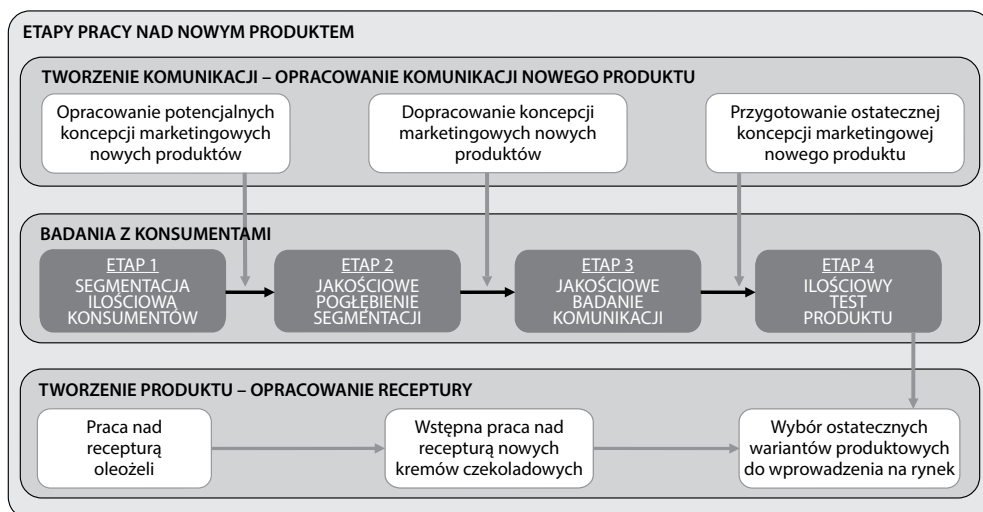 ETAPY PRACY NAD NOWYM PRODUKTEM
TWORZENIE KOMUNIKACJI – OPRACOWANIE KOMUNIKACJI NOWEGO PRODUKTU
Opracowanie potencjalnych
koncepcji marketingowych
nowych produktów
Dopracowanie koncepcji
marketingowych nowych
produktów
Przygotowanie ostatecznej
koncepcji marketingowej
nowego produktu
BADANIA Z KONSUMENTAMI
ETAP 1
SEGMENTACJA
ILOŚCIOWA
KONSUMENTÓW
ETAP 2
JAKOŚCIOWE
POGŁEBIENIE
SEGMENTACJI
ETAP 3
JAKOŚCIOWE
BADANIE
KOMUNIKACJI
ETAP 4
ILOŚCIOWY
TEST
PRODUKTU
TWORZENIE PRODUKTU – OPRACOWANIE RECEPTURY
Praca nad
recepturą
oleożeli
Wstępna praca nad
recepturą nowych
kremów czekoladowych
Wybór ostatecznych
wariantów produktowych
do wprowadzenia na rynek